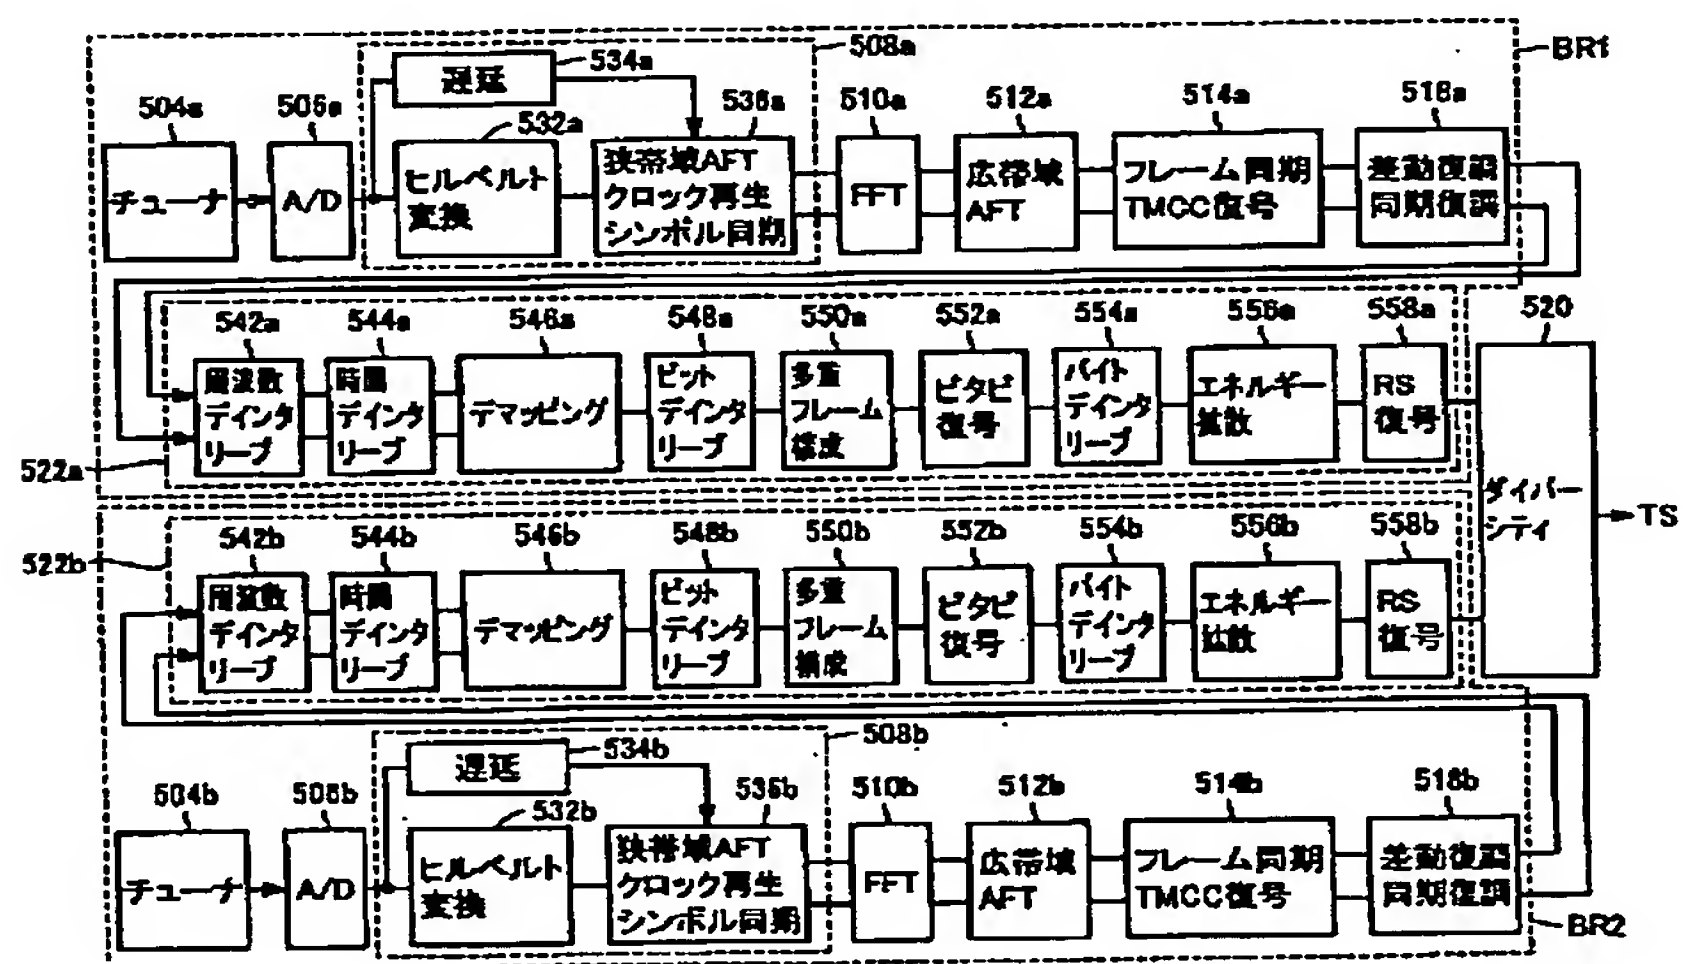 508a
BR1
遅延
534a
504a
506a
532a
536a
510a
512a
514a
518a
チューナ
A/D
ヒルベルト
変換
狭帯域AFT
クロック再生
シンボル同期
FFT
広帯域
AFT
フレーム同期
TMCC復号
差動復調
同期復調
542a
544a
546a
548a
550a
552a
554a
556a
558a
520
周波数
デインタ
リーブ
時間
デインタ
リーブ
デマッピング
ビット
デインタ
リーブ
多重
フレーム
構成
ビタビ
復号
バイト
デインタ
リーブ
エネルギー
拡散
RS
復号
522a
ダイバー
シティ
TS
542b
544b
546b
548b
550b
552b
554b
556b
558b
522b
周波数
デインタ
リーブ
時間
デインタ
リーブ
デマッピング
ビット
デインタ
リーブ
多重
フレーム
構成
ビタビ
復号
バイト
デインタ
リーブ
エネルギー
拡散
RS
復号
508b
遅延
534b
504b
506b
532b
536b
510b
512b
514b
518b
チューナ
A/D
ヒルベルト
変換
狭帯域AFT
クロック再生
シンボル同期
FFT
広帯域
AFT
フレーム同期
TMCC復号
差動復調
同期復調
BR2